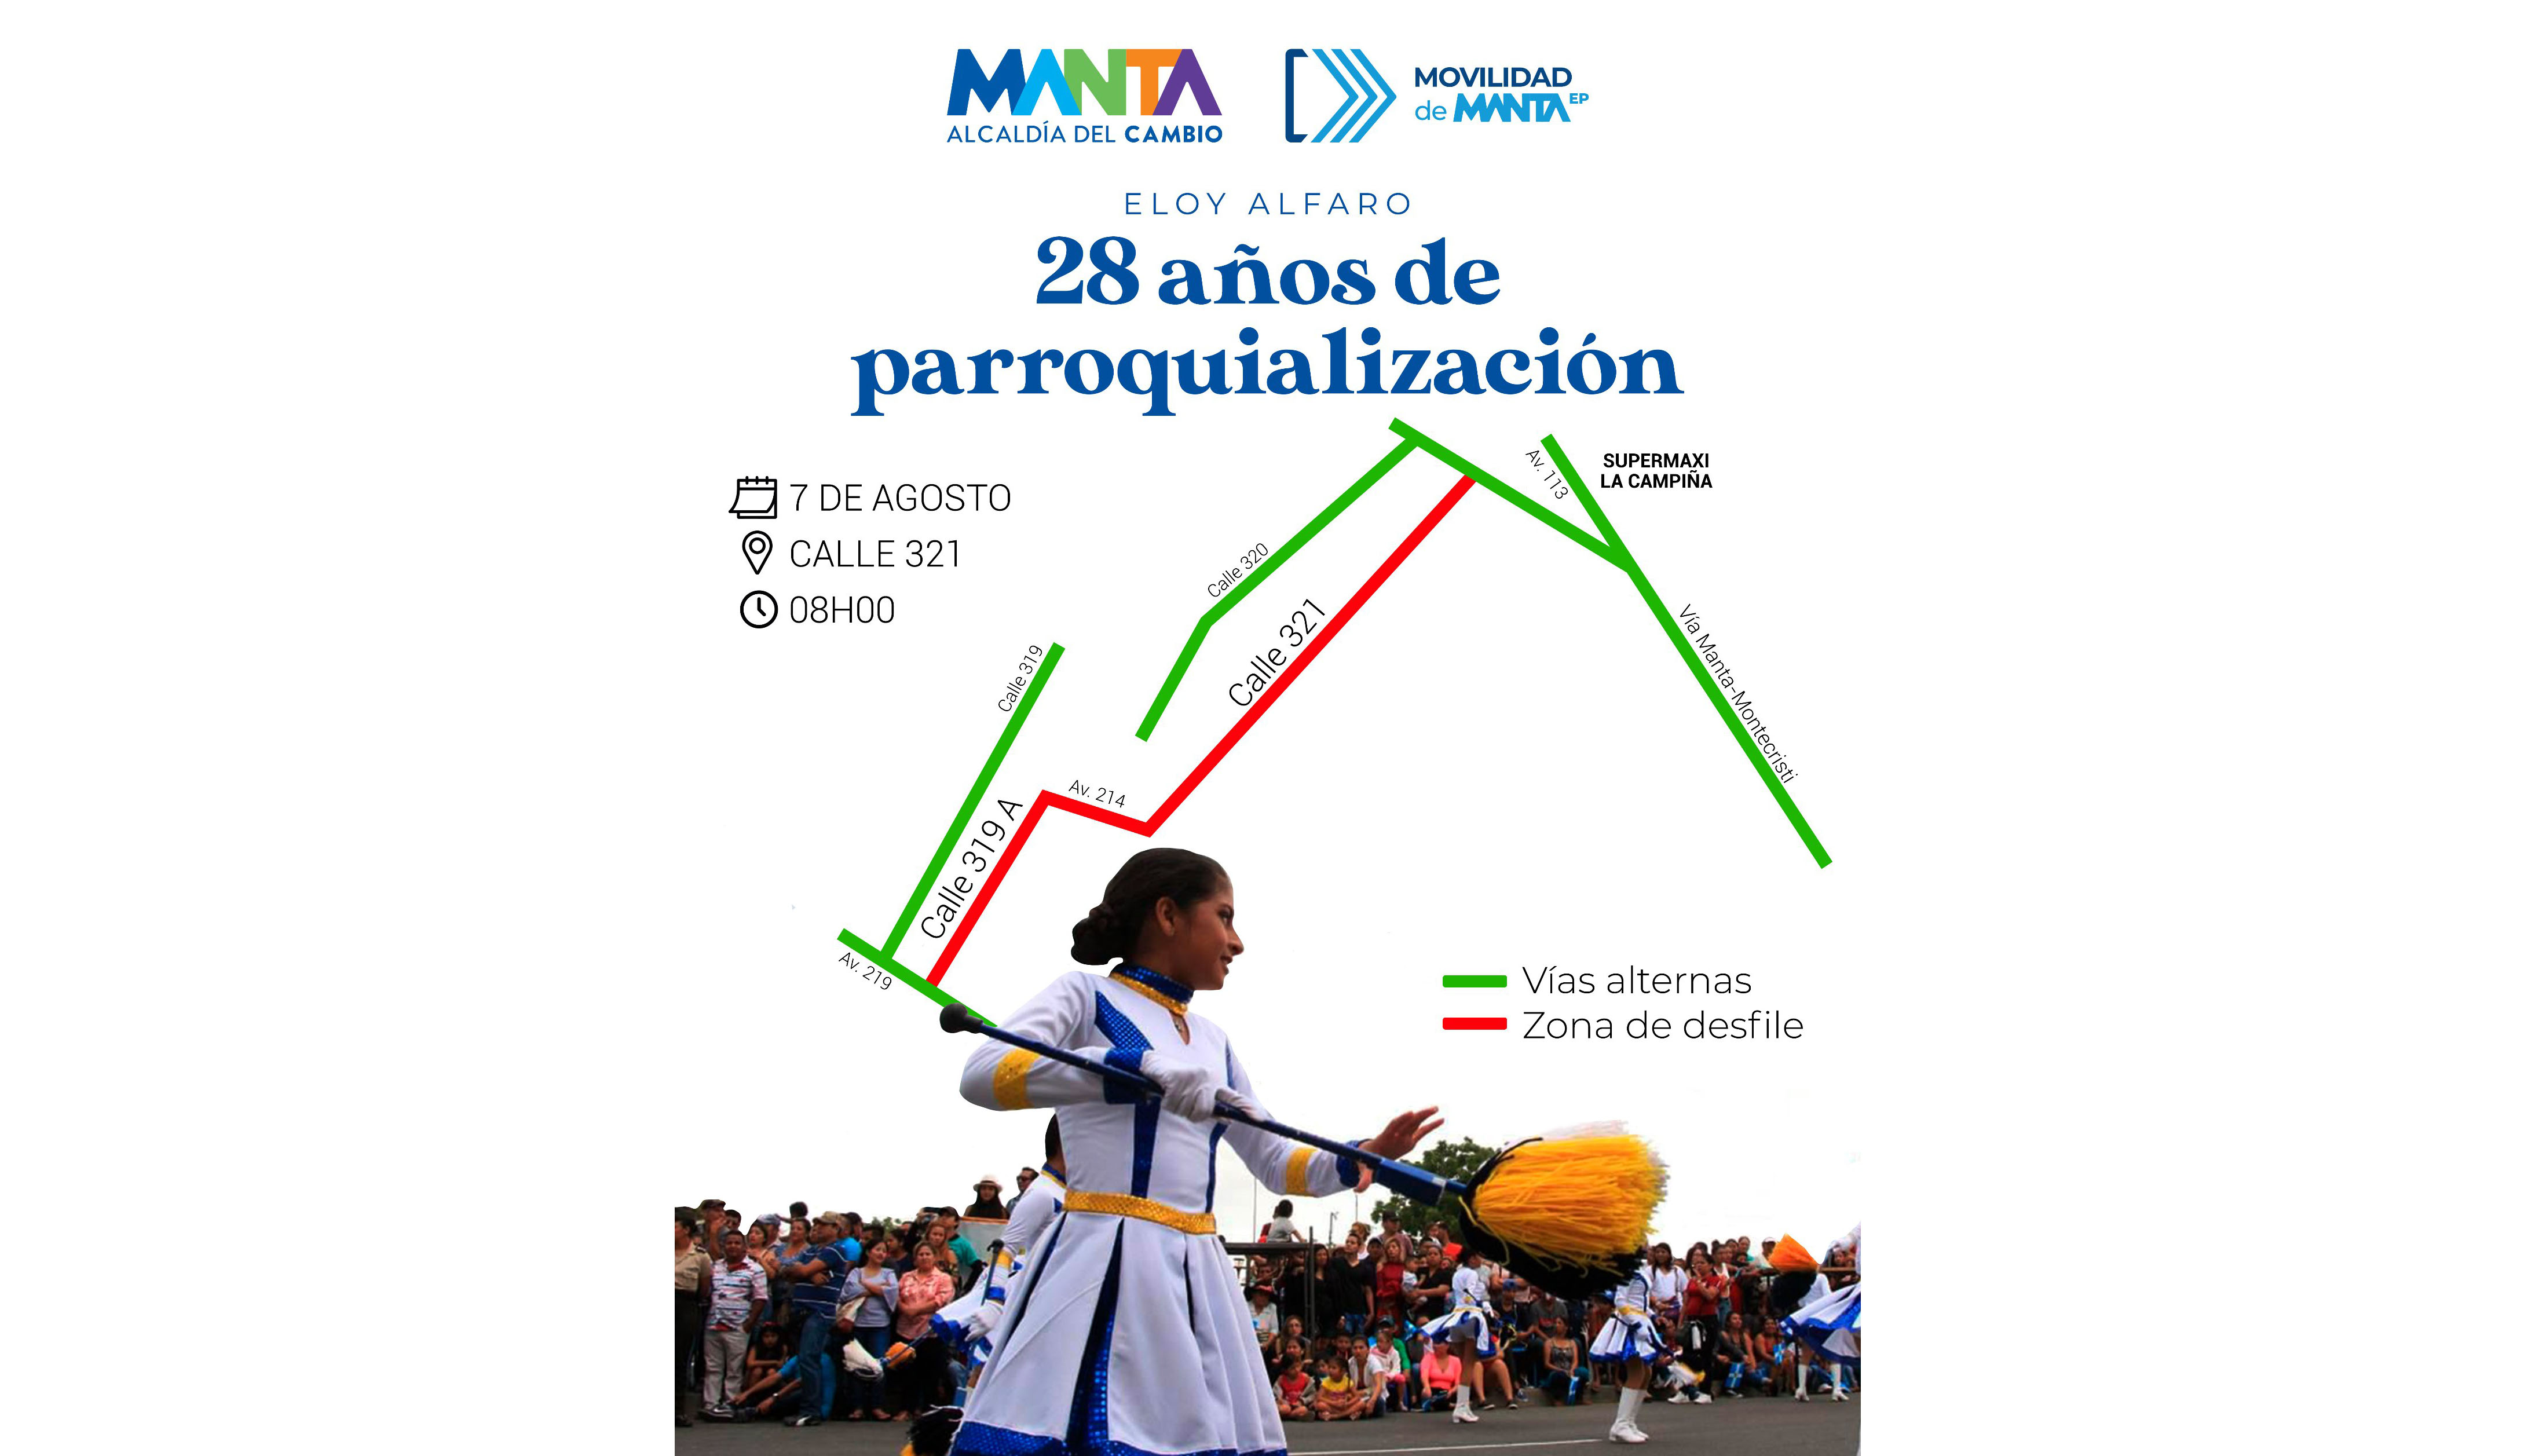 MANTA
ALCALDÍA DEL CAMBIO
MOVILIDAD
de MANTA EP
ELOY ALFARO
28 años de
parroquialización
7 DE AGOSTO
CALLE 321
08H00
Av. 113
SUPERMAXI
LA CAMPIÑA
Calle 320
Calle 321
Vía Manta-Montecristi
Calle 319
Av. 214
Calle 319 A
Av. 219
Vías alternas
Zona de desfile